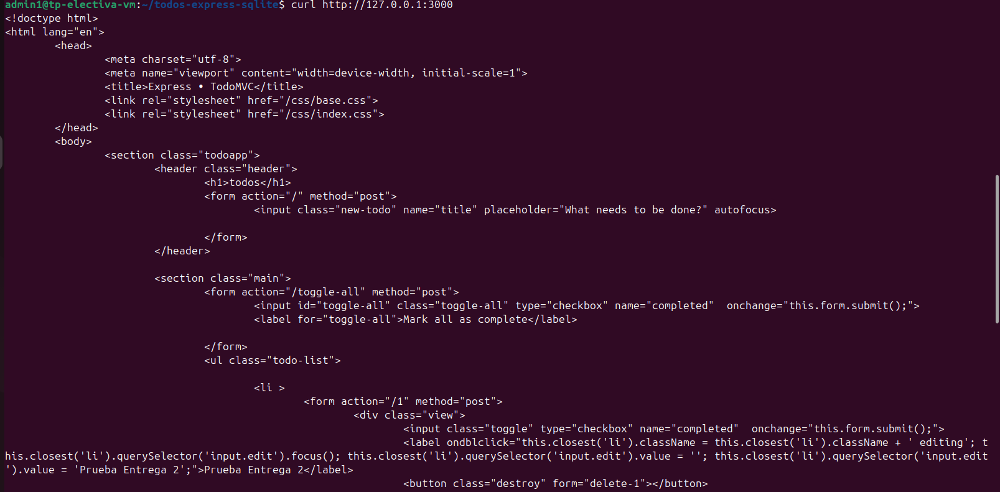 admin1@tp-electiva-vm:~/todos-express-sqlite$ curl http://127.0.0.1:3000
<!doctype html>
<html lang="en">
<head>
<meta charset="utf-8">
<meta name="viewport" content="width=device-width, initial-scale=1">
<title>Express • TodoMVC</title>
<link rel="stylesheet" href="/css/base.css">
<link rel="stylesheet" href="/css/index.css">
</head>
<body>
<section class="todoapp">
<header class="header">
<h1>todos</h1>
<form action="/" method="post">
<input class="new-todo" name="title" placeholder="What needs to be done?" autofocus>
</form>
</header>
<section class="main">
<form action="/toggle-all" method="post">
<input id="toggle-all" class="toggle-all" type="checkbox" name="completed"  onchange="this.form.submit();">
<label for="toggle-all">Mark all as complete</label>
</form>
<ul class="todo-list">
<li >
<form action="/1" method="post">
<div class="view">
<input class="toggle" type="checkbox" name="completed"  onchange="this.form.submit();">
<label ondblclick="this.closest('li').className = this.closest('li').className + ' editing'; t
his.closest('li').querySelector('input.edit').focus(); this.closest('li').querySelector('input.edit').value = ''; this.closest('li').querySelector('input.edit
').value = 'Prueba Entrega 2';">Prueba Entrega 2</label>
<button class="destroy" form="delete-1"></button>